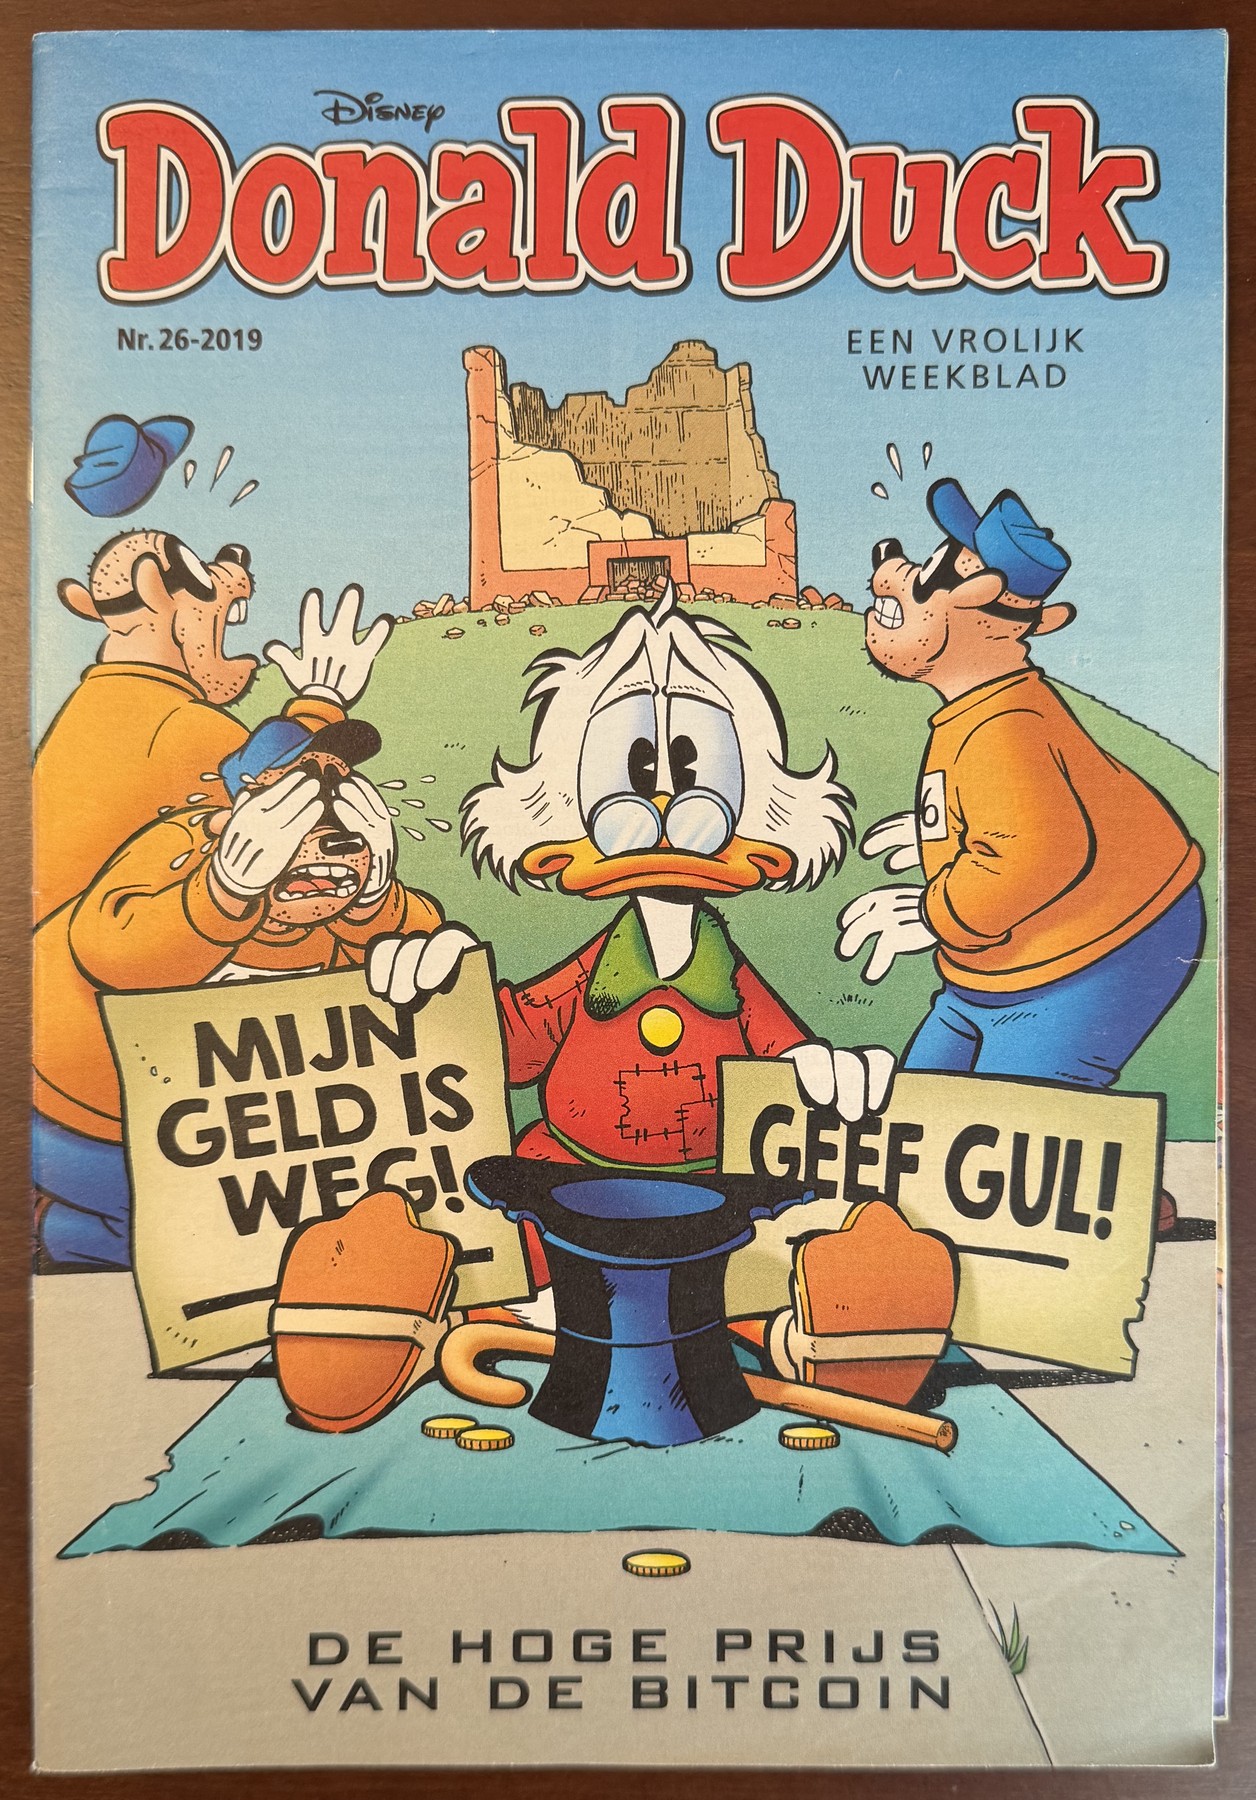 Disney
Donald Duck
Nr. 26-2019
EEN VROLIJK
WEEKBLAD
MIJN
GELD IS
WEG!
GEEF GUL!
DE HOGE PRIJS
VAN DE BITCOIN